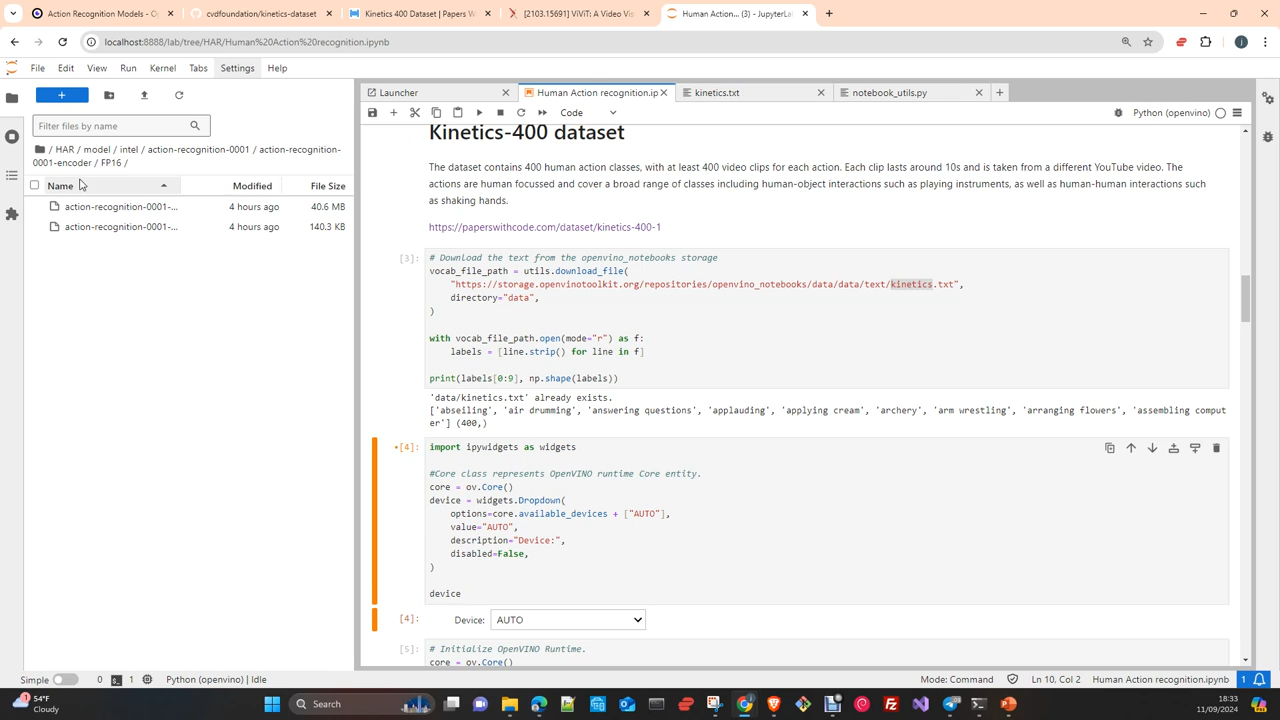 Action Recognition Models - O
cvdfoundation/kinetics-dataset
Kinetics 400 Dataset | Papers W
[2103.15691] ViViT: A Video Vis
Human Action... (3) - JupyterLab
localhost:8888/lab/tree/HAR/Human%20Action%20recognition.ipynb
File Edit View Run Kernel Tabs Settings Help
Launcher
Human Action recognition.ip
kinetics.txt
notebook_utils.py
Code
Python (openvino)
Filter files by name
/ HAR / model / intel / action-recognition-0001 / action-recognition-
0001-encoder / FP16 /
Name Modified File Size
action-recognition-0001-... 4 hours ago 40.6 MB
action-recognition-0001-... 4 hours ago 140.3 KB
Kinetics-400 dataset
The dataset contains 400 human action classes, with at least 400 video clips for each action. Each clip lasts around 10s and is taken from a different YouTube video. The
actions are human focussed and cover a broad range of classes including human-object interactions such as playing instruments, as well as human-human interactions such
as shaking hands.
https://paperswithcode.com/dataset/kinetics-400-1
[3]:
# Download the text from the openvino_notebooks storage
vocab_file_path = utils.download_file(
"https://storage.openvinotoolkit.org/repositories/openvino_notebooks/data/data/text/kinetics.txt",
directory="data",
)
with vocab_file_path.open(mode="r") as f:
labels = [line.strip() for line in f]
print(labels[0:9], np.shape(labels))
'data/kinetics.txt' already exists.
['abseiling', 'air drumming', 'answering questions', 'applauding', 'applying cream', 'archery', 'arm wrestling', 'arranging flowers', 'assembling comput
er'] (400,)
[4]:
import ipywidgets as widgets
#Core class represents OpenVINO runtime Core entity.
core = ov.Core()
device = widgets.Dropdown(
options=core.available_devices + ["AUTO"],
value="AUTO",
description="Device:",
disabled=False,
)
device
[4]:
Device: AUTO
[5]:
# Initialize OpenVINO Runtime.
core = ov.Core()
Simple 0 1 Python (openvino) | Idle
Mode: Command Ln 10, Col 2 Human Action recognition.ipynb 1
54°F
Cloudy
Search
18:33
11/09/2024